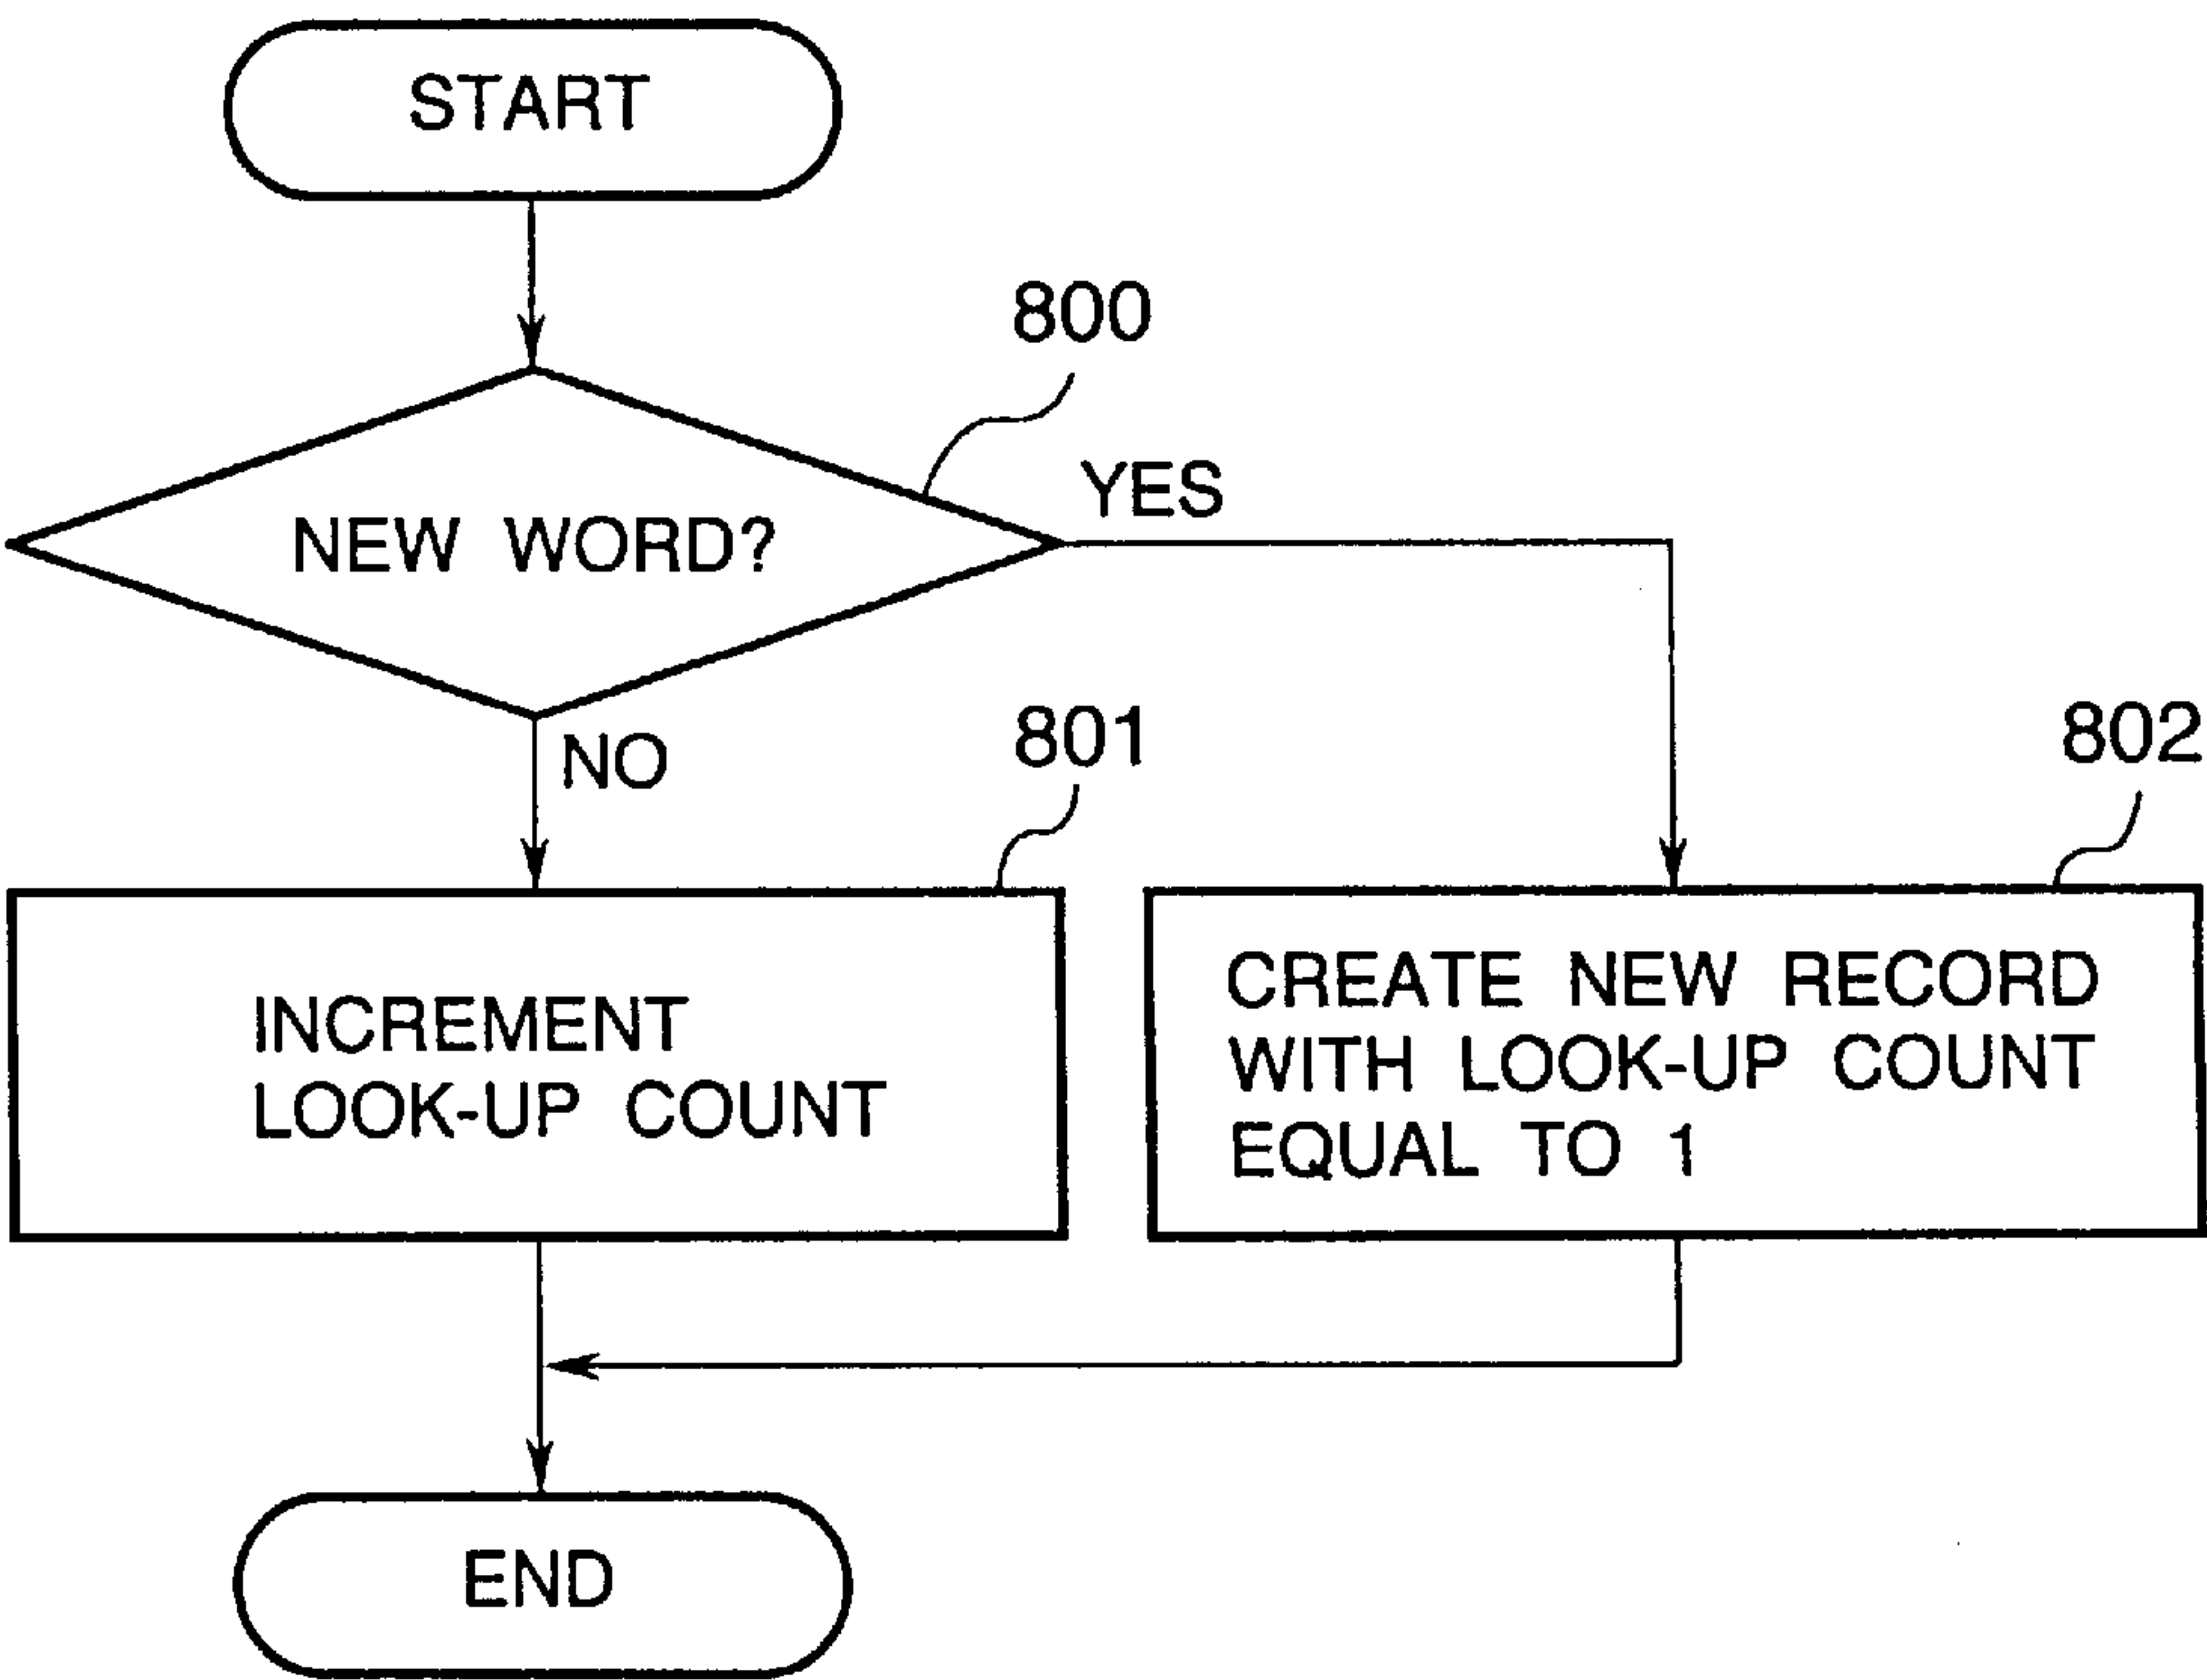 START
800
NEW WORD?
YES
NO
801
802
INCREMENT
LOOK-UP COUNT
CREATE NEW RECORD
WITH LOOK-UP COUNT
EQUAL TO 1
END